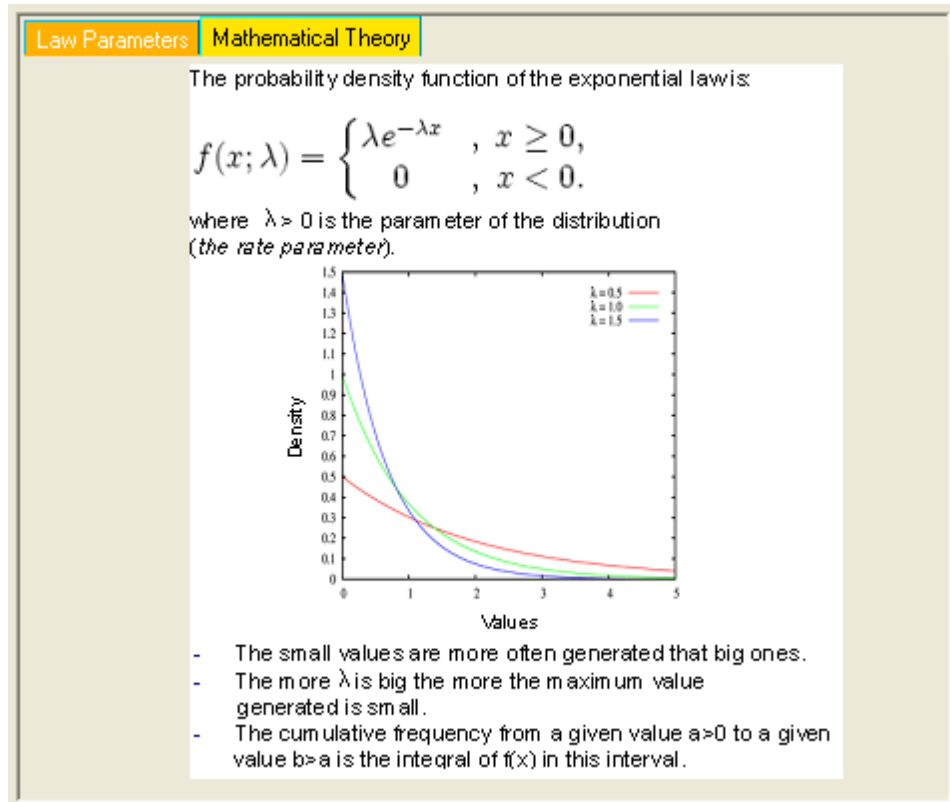 Law Parameters Mathematical Theory
The probability density function of the exponential law is:
f(x; λ) = { λe^{-λx} , x ≥ 0,
0 , x < 0.
where λ > 0 is the parameter of the distribution
(the rate parameter).
1.5
1.4
1.3
1.2
1.1
1
0.9
0.8
0.7
0.6
0.5
0.4
0.3
0.2
0.1
0
λ = 0.5
λ = 1.0
λ = 1.5
Density
0 1 2 3 4 5
Values
- The small values are more often generated that big ones.
- The more λ is big the more the maximum value
generated is small.
- The cumulative frequency from a given value a>0 to a given
value b>a is the integral of f(x) in this interval.